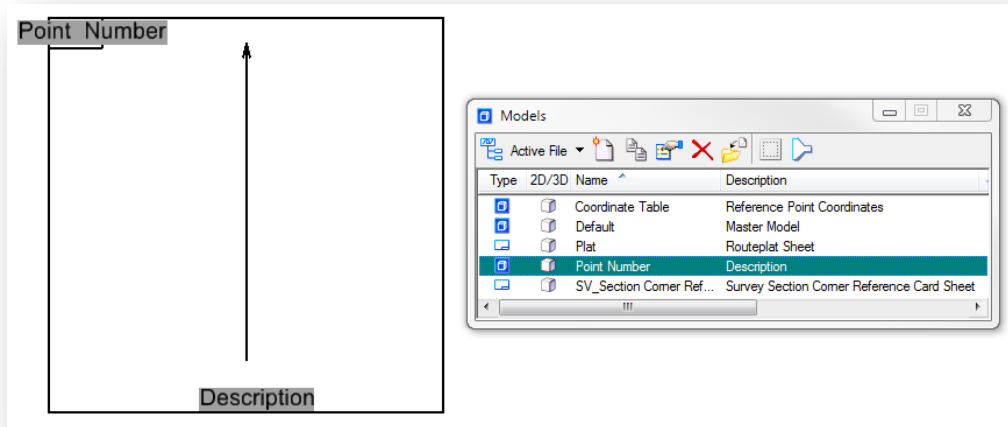 Point Number
Description
Models
Active File
Type 2D/3D Name Description
Coordinate Table Reference Point Coordinates
Default Master Model
Plat Routeplat Sheet
Point Number Description
SV_Section Corner Ref... Survey Section Corner Reference Card Sheet